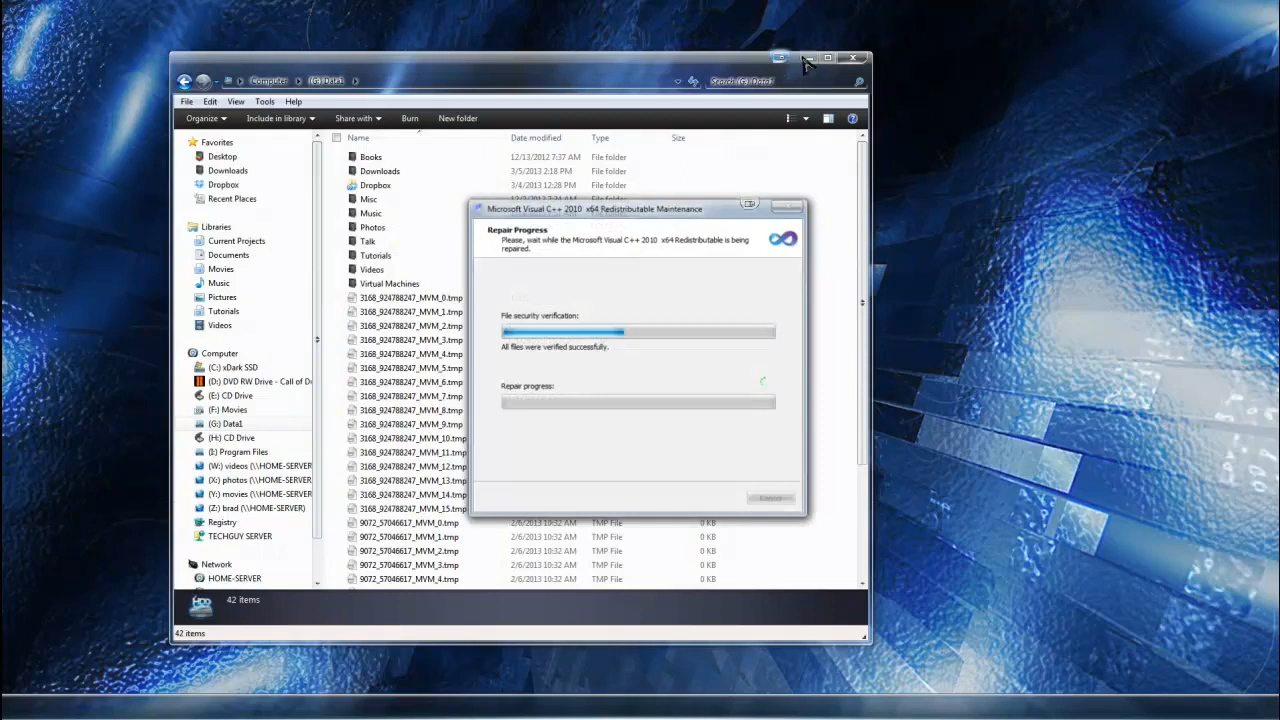 Computer (G:) Data1 Search (G:) Data1
File Edit View Tools Help
Organize Include in library Share with Burn New folder
Favorites
Desktop
Downloads
Dropbox
Recent Places
Libraries
Current Projects
Documents
Movies
Music
Pictures
Tutorials
Videos
Computer
(C:) xDark SSD
(D:) DVD RW Drive - Call of D
(E:) CD Drive
(F:) Movies
(G:) Data1
(H:) CD Drive
(I:) Program Files
(W:) videos (\\HOME-SERVER
(X:) photos (\\HOME-SERVER
(Y:) movies (\\HOME-SERVER
(Z:) brad (\\HOME-SERVER)
Registry
TECHGUY SERVER
Network
HOME-SERVER
Name Date modified Type Size
Books 12/13/2012 7:37 AM File folder
Downloads 3/5/2013 2:18 PM File folder
Dropbox 3/4/2013 12:28 PM File folder
Misc
Music
Photos
Talk
Tutorials
Videos
Virtual Machines
3168_924788247_MVM_0.tmp
3168_924788247_MVM_1.tmp
3168_924788247_MVM_2.tmp
3168_924788247_MVM_3.tmp
3168_924788247_MVM_4.tmp
3168_924788247_MVM_5.tmp
3168_924788247_MVM_6.tmp
3168_924788247_MVM_7.tmp
3168_924788247_MVM_8.tmp
3168_924788247_MVM_9.tmp
3168_924788247_MVM_10.tmp
3168_924788247_MVM_11.tmp
3168_924788247_MVM_12.tmp
3168_924788247_MVM_13.tmp
3168_924788247_MVM_14.tmp
3168_924788247_MVM_15.tmp
9072_57046617_MVM_0.tmp 2/6/2013 10:32 AM TMP File 0 KB
9072_57046617_MVM_1.tmp 2/6/2013 10:32 AM TMP File 0 KB
9072_57046617_MVM_2.tmp 2/6/2013 10:32 AM TMP File 0 KB
9072_57046617_MVM_3.tmp 2/6/2013 10:32 AM TMP File 0 KB
9072_57046617_MVM_4.tmp 2/6/2013 10:32 AM TMP File 0 KB
Microsoft Visual C++ 2010 x64 Redistributable Maintenance
Repair Progress
Please, wait while the Microsoft Visual C++ 2010 x64 Redistributable is being
repaired.
File security verification:
All files were verified successfully.
Repair progress:
Cancel
HDD
42 items
42 items